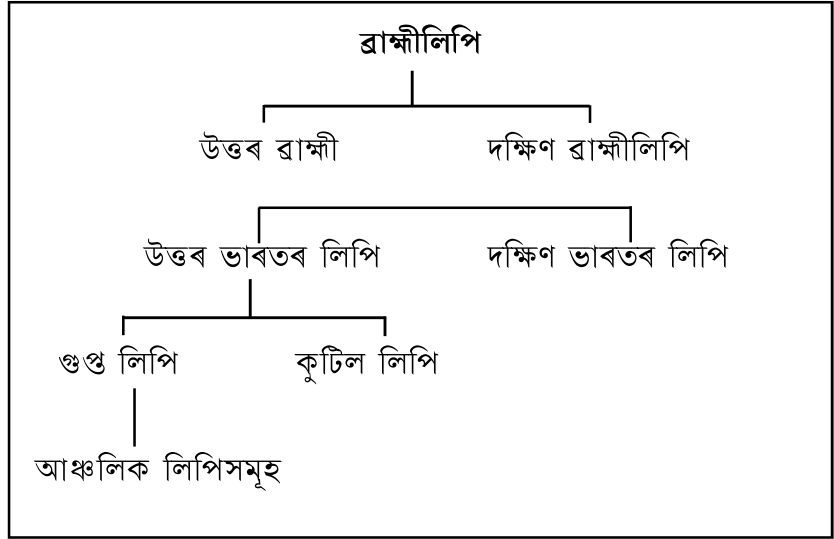 ব্ৰাহ্মীলিপি
উত্তৰ ব্ৰাহ্মী দক্ষিণ ব্ৰাহ্মীলিপি
উত্তৰ ভাৰতৰ লিপি দক্ষিণ ভাৰতৰ লিপি
গুপ্ত লিপি কুটিল লিপি
আঞ্চলিক লিপিসমূহ